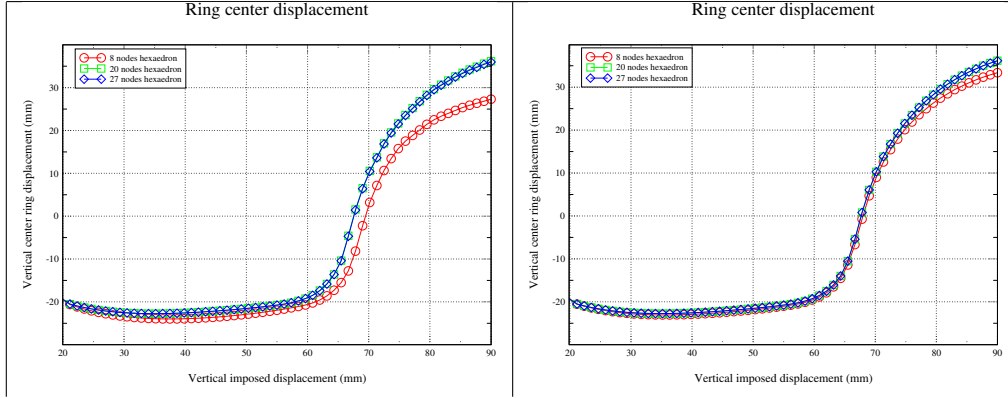 Ring center displacement
8 nodes hexaedron
20 nodes hexaedron
27 nodes hexaedron
30
20
10
0
-10
-20
20 30 40 50 60 70 80 90
Vertical center ring displacement (mm)
Vertical imposed displacement (mm)
Ring center displacement
8 nodes hexaedron
20 nodes hexaedron
27 nodes hexaedron
30
20
10
0
-10
-20
20 30 40 50 60 70 80 90
Vertical center ring displacement (mm)
Vertical imposed displacement (mm)